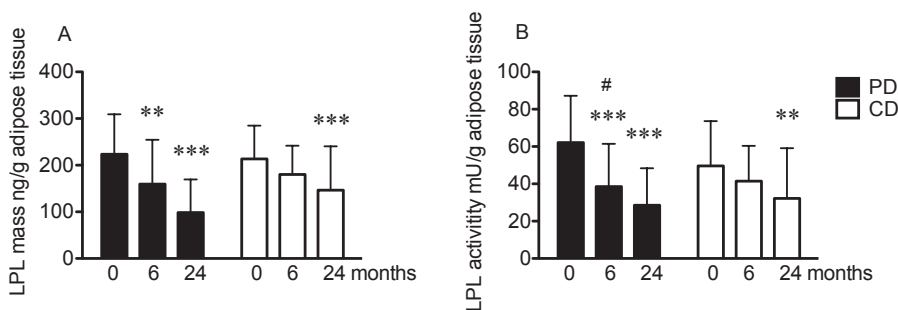 A
LPL mass ng/g adipose tissue
400
300
200
100
0
**
***
***
0 6 24 0 6 24 months
B
LPL activitity mU/g adipose tissue
100
80
60
40
20
0
#
***
***
**
0 6 24 0 6 24 months
PD
CD